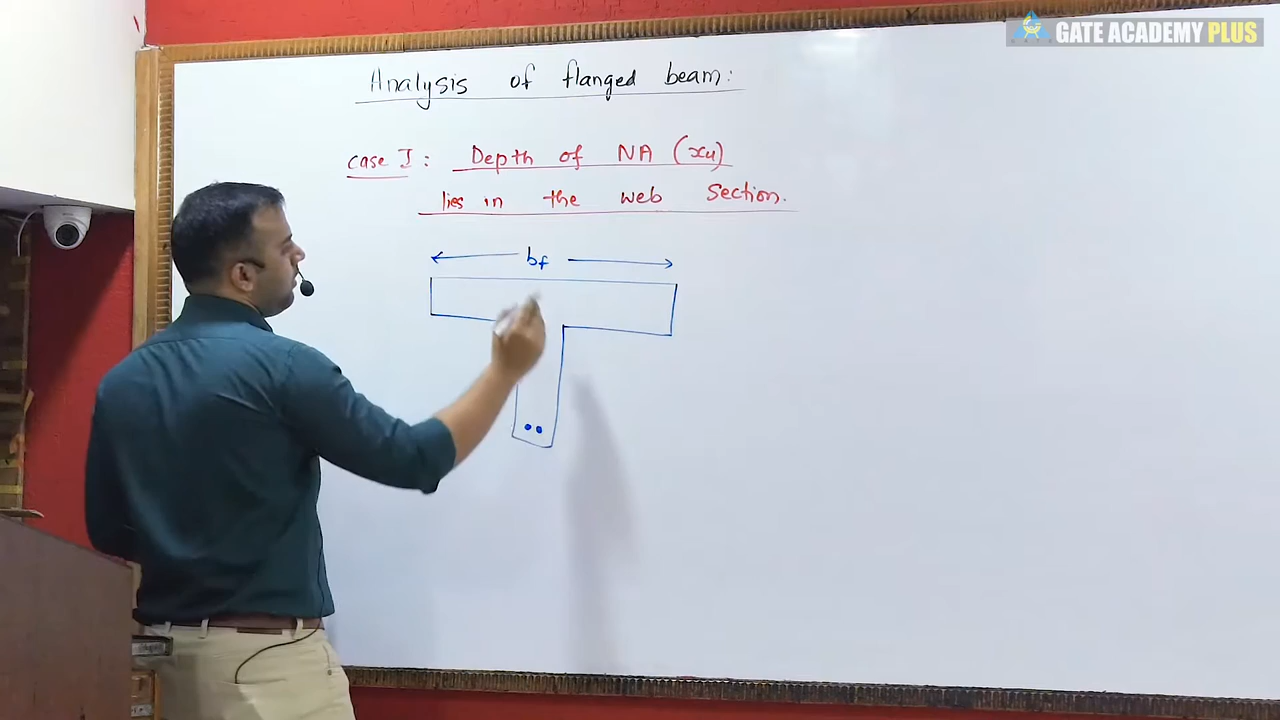 GATE ACADEMY PLUS
Analysis of flanged beam:
case I: Depth of NA (xu)
lies in the web section.
bf